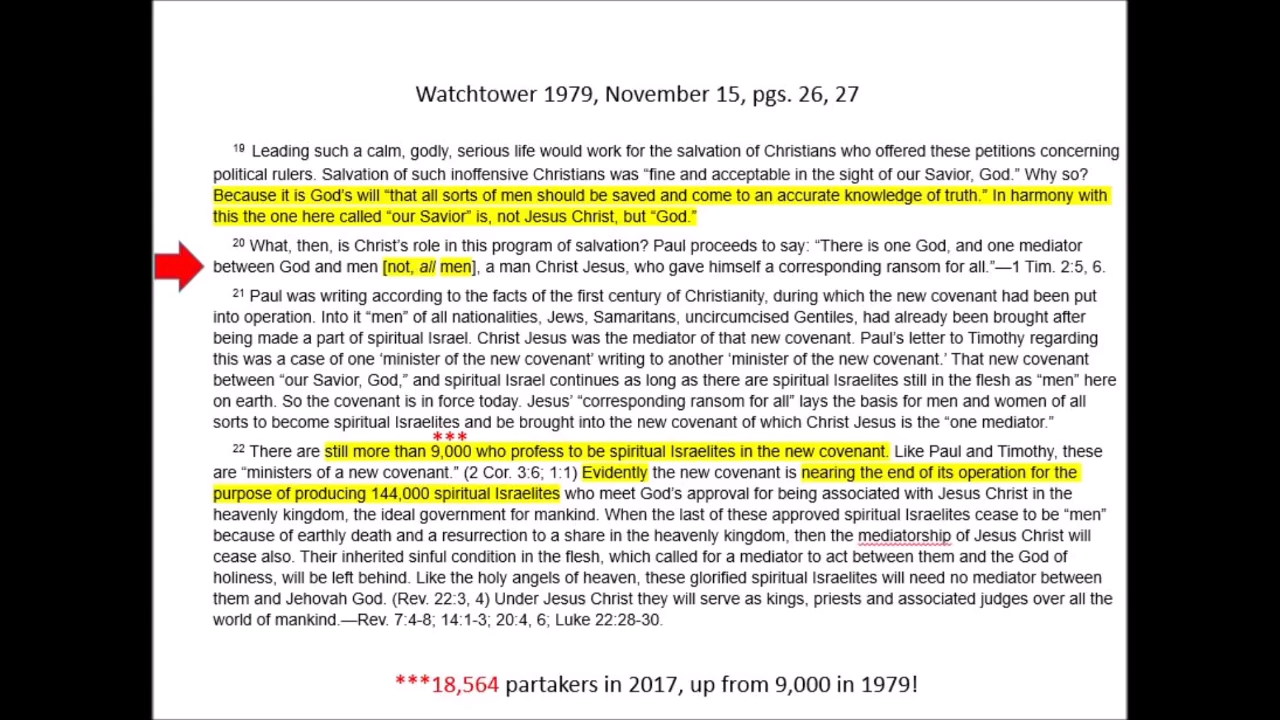 Watchtower 1979, November 15, pgs. 26, 27
19 Leading such a calm, godly, serious life would work for the salvation of Christians who offered these petitions concerning
political rulers. Salvation of such inoffensive Christians was “fine and acceptable in the sight of our Savior, God.” Why so?
Because it is God’s will “that all sorts of men should be saved and come to an accurate knowledge of truth.” In harmony with
this the one here called “our Savior” is, not Jesus Christ, but “God.”
20 What, then, is Christ’s role in this program of salvation? Paul proceeds to say: “There is one God, and one mediator
between God and men [not, all men], a man Christ Jesus, who gave himself a corresponding ransom for all.”—1 Tim. 2:5, 6.
21 Paul was writing according to the facts of the first century of Christianity, during which the new covenant had been put
into operation. Into it “men” of all nationalities, Jews, Samaritans, uncircumcised Gentiles, had already been brought after
being made a part of spiritual Israel. Christ Jesus was the mediator of that new covenant. Paul’s letter to Timothy regarding
this was a case of one ‘minister of the new covenant’ writing to another ‘minister of the new covenant.’ That new covenant
between “our Savior, God,” and spiritual Israel continues as long as there are spiritual Israelites still in the flesh as “men” here
on earth. So the covenant is in force today. Jesus’ “corresponding ransom for all” lays the basis for men and women of all
sorts to become spiritual Israelites and be brought into the new covenant of which Christ Jesus is the “one mediator.”
***
22 There are still more than 9,000 who profess to be spiritual Israelites in the new covenant. Like Paul and Timothy, these
are “ministers of a new covenant.” (2 Cor. 3:6; 1:1) Evidently the new covenant is nearing the end of its operation for the
purpose of producing 144,000 spiritual Israelites who meet God’s approval for being associated with Jesus Christ in the
heavenly kingdom, the ideal government for mankind. When the last of these approved spiritual Israelites cease to be “men”
because of earthly death and a resurrection to a share in the heavenly kingdom, then the mediatorship of Jesus Christ will
cease also. Their inherited sinful condition in the flesh, which called for a mediator to act between them and the God of
holiness, will be left behind. Like the holy angels of heaven, these glorified spiritual Israelites will need no mediator between
them and Jehovah God. (Rev. 22:3, 4) Under Jesus Christ they will serve as kings, priests and associated judges over all the
world of mankind.—Rev. 7:4-8; 14:1-3; 20:4, 6; Luke 22:28-30.
***18,564 partakers in 2017, up from 9,000 in 1979!